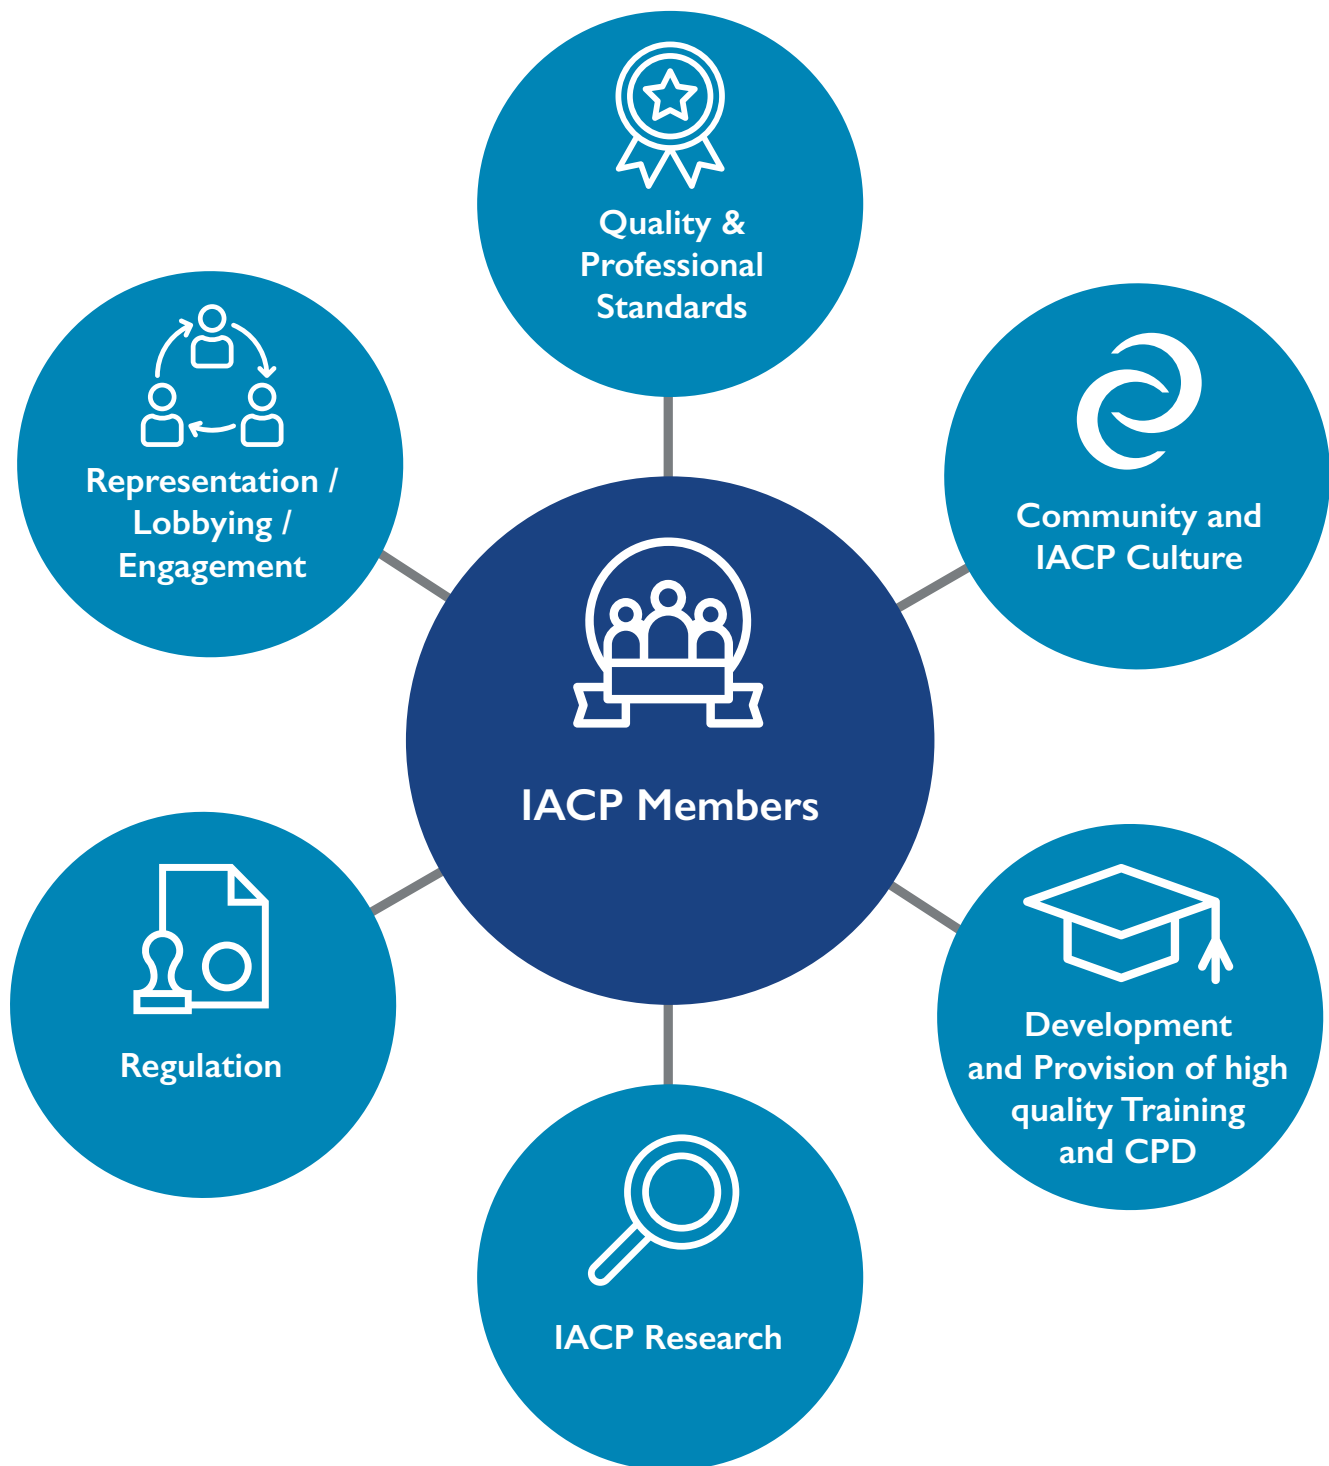 Quality &
Professional
Standards
Representation /
Lobbying /
Engagement
Community and
IACP Culture
IACP Members
Regulation
Development
and Provision of high
quality Training
and CPD
IACP Research